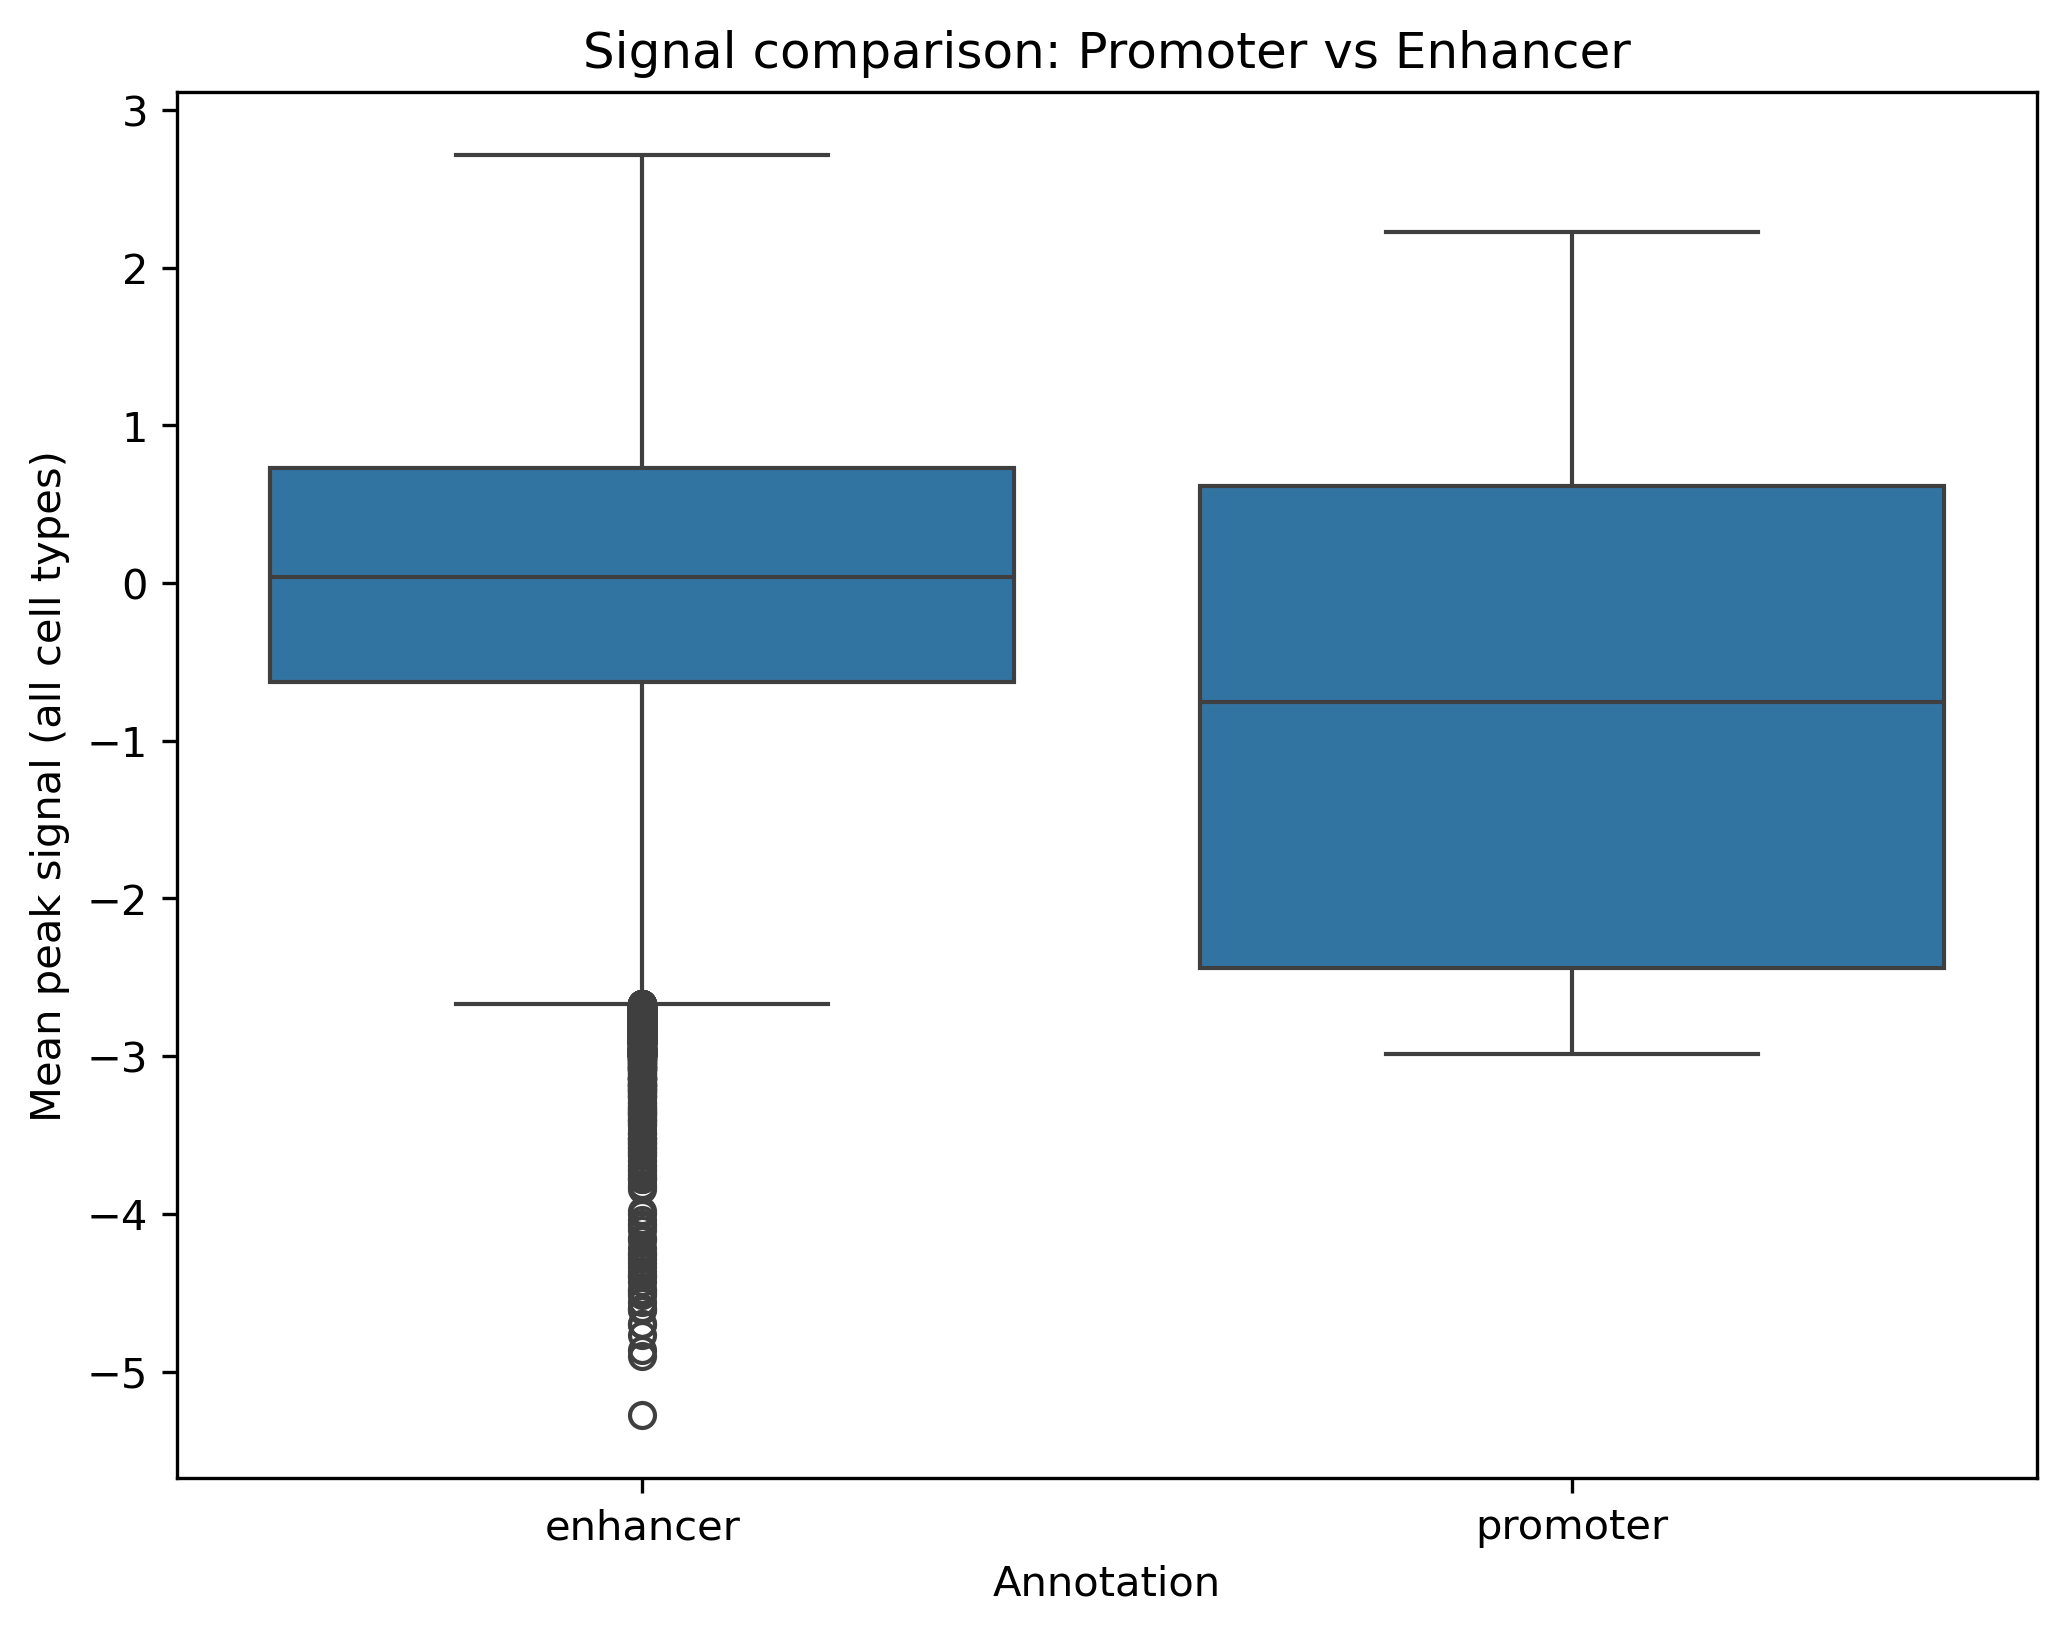 Signal comparison: Promoter vs Enhancer
Mean peak signal (all cell types)
3
2
1
0
−1
−2
−3
−4
−5
enhancer
promoter
Annotation